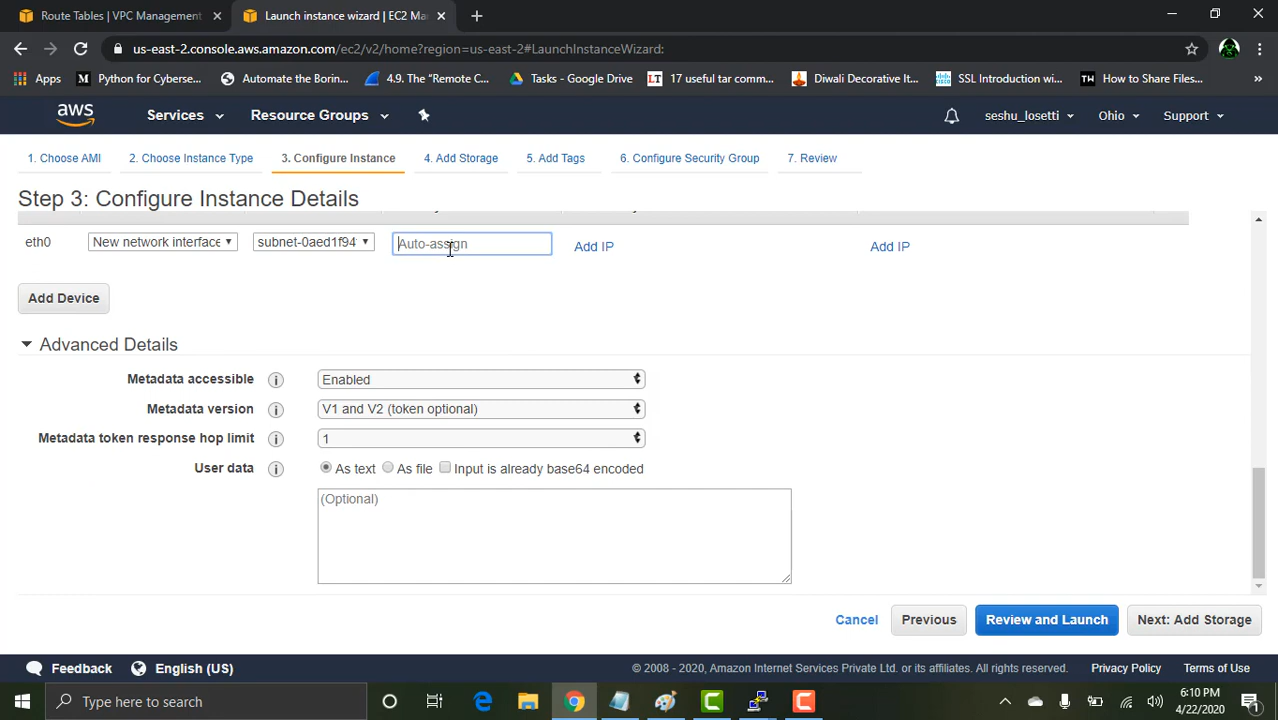 Route Tables | VPC Management
Launch instance wizard | EC2 Ma
us-east-2.console.aws.amazon.com/ec2/v2/home?region=us-east-2#LaunchInstanceWizard:
Apps
Python for Cyberse...
Automate the Borin...
4.9. The “Remote C...
Tasks - Google Drive
17 useful tar comm...
Diwali Decorative It...
SSL Introduction wi...
How to Share Files...
aws
Services
Resource Groups
seshu_losetti
Ohio
Support
1. Choose AMI
2. Choose Instance Type
3. Configure Instance
4. Add Storage
5. Add Tags
6. Configure Security Group
7. Review
Step 3: Configure Instance Details
eth0
New network interface
subnet-0aed1f94
Auto-assign
Add IP
Add IP
Add Device
Advanced Details
Metadata accessible
Enabled
Metadata version
V1 and V2 (token optional)
Metadata token response hop limit
1
User data
As text
As file
Input is already base64 encoded
(Optional)
Cancel
Previous
Review and Launch
Next: Add Storage
Feedback
English (US)
© 2008 - 2020, Amazon Internet Services Private Ltd. or its affiliates. All rights reserved.
Privacy Policy
Terms of Use
Type here to search
6:10 PM
4/22/2020